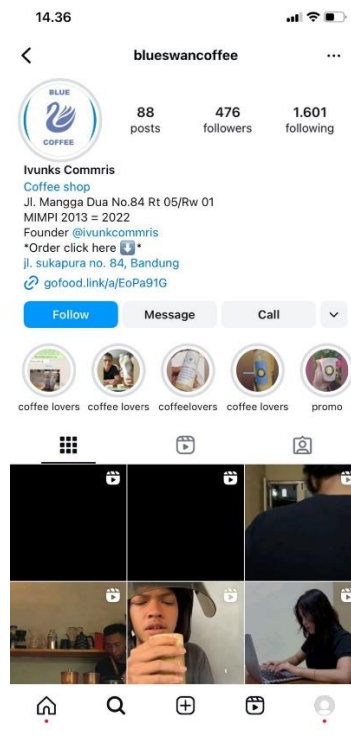 14.36
blueswancoffee
BLUE
COFFEE
88 476 1.601
posts followers following
Ivunks Commris
Coffee shop
Jl. Mangga Dua No.84 Rt 05/Rw 01
MIMPI 2013 = 2022
Founder @ivunkcommris
*Order click here ⬇️*
jl. sukapura no. 84, Bandung
gofood.link/a/EoPa91G
Follow Message Call
coffee lovers coffee lovers coffeelovers coffee lovers promo